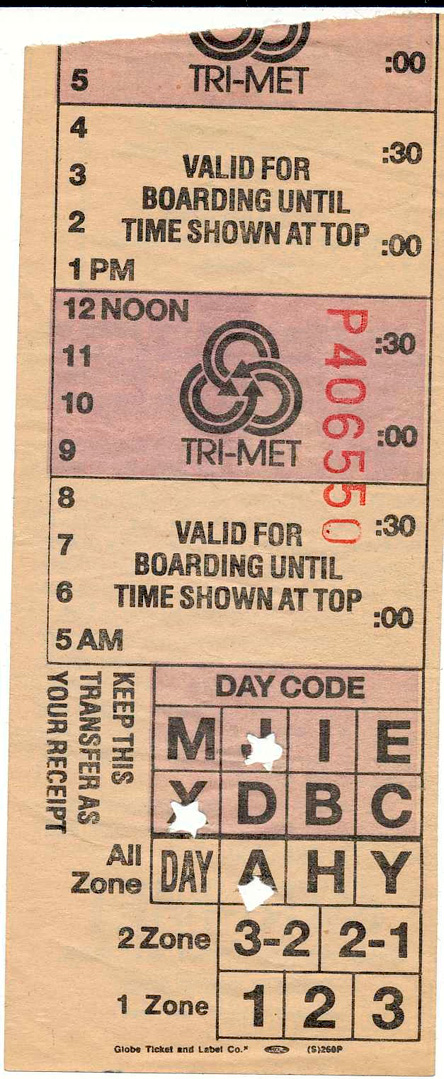 5 :00
TRI-MET
4
:30
3
VALID FOR
BOARDING UNTIL
2
TIME SHOWN AT TOP :00
1 PM
12 NOON
P406550
:30
11
10
:00
9
TRI-MET
8
:30
VALID FOR
7
BOARDING UNTIL
6
TIME SHOWN AT TOP
:00
5 AM
KEEP THIS
TRANSFER AS
YOUR RECEIPT
DAY CODE
M J I E
X D B C
All
Zone
DAY A H Y
2 Zone 3-2 2-1
1 Zone 1 2 3
Globe Ticket and Label Co. (S)260P